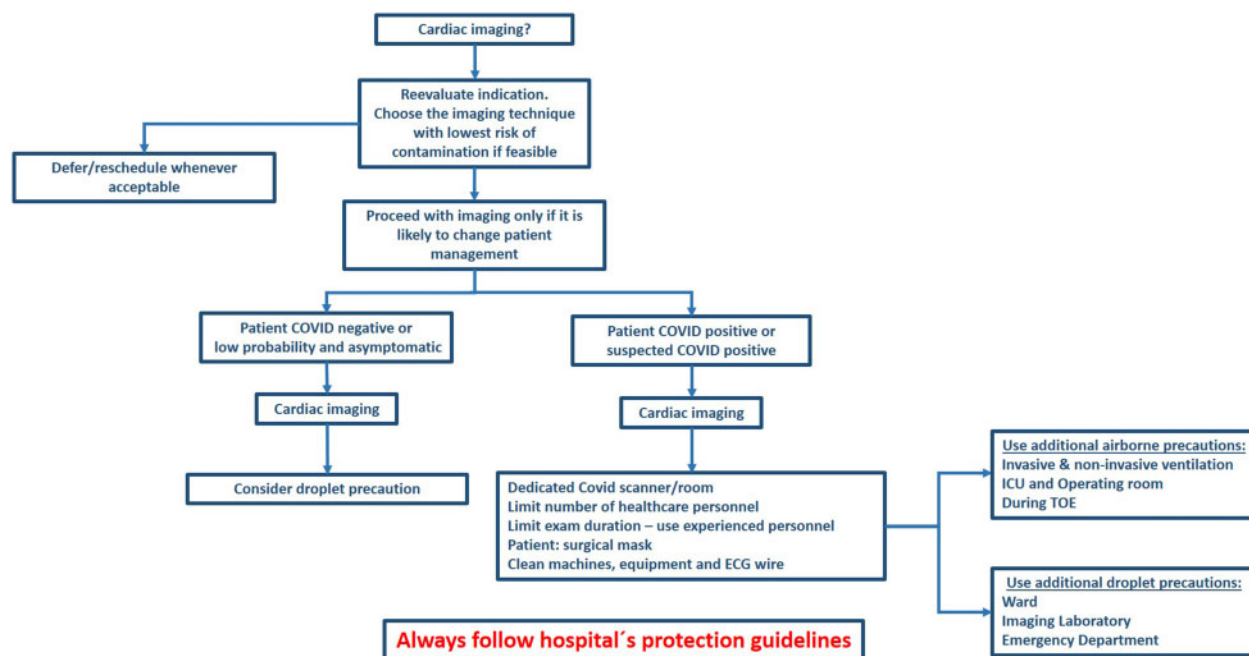 Cardiac imaging?
Reevaluate indication.
Choose the imaging technique
with lowest risk of
contamination if feasible
Defer/reschedule whenever
acceptable
Proceed with imaging only if it is
likely to change patient
management
Patient COVID negative or
low probability and asymptomatic
Patient COVID positive or
suspected COVID positive
Cardiac imaging
Cardiac imaging
Consider droplet precaution
Dedicated Covid scanner/room
Limit number of healthcare personnel
Limit exam duration – use experienced personnel
Patient: surgical mask
Clean machines, equipment and ECG wire
Use additional airborne precautions:
Invasive & non-invasive ventilation
ICU and Operating room
During TOE
Use additional droplet precautions:
Ward
Imaging Laboratory
Emergency Department
Always follow hospital´s protection guidelines